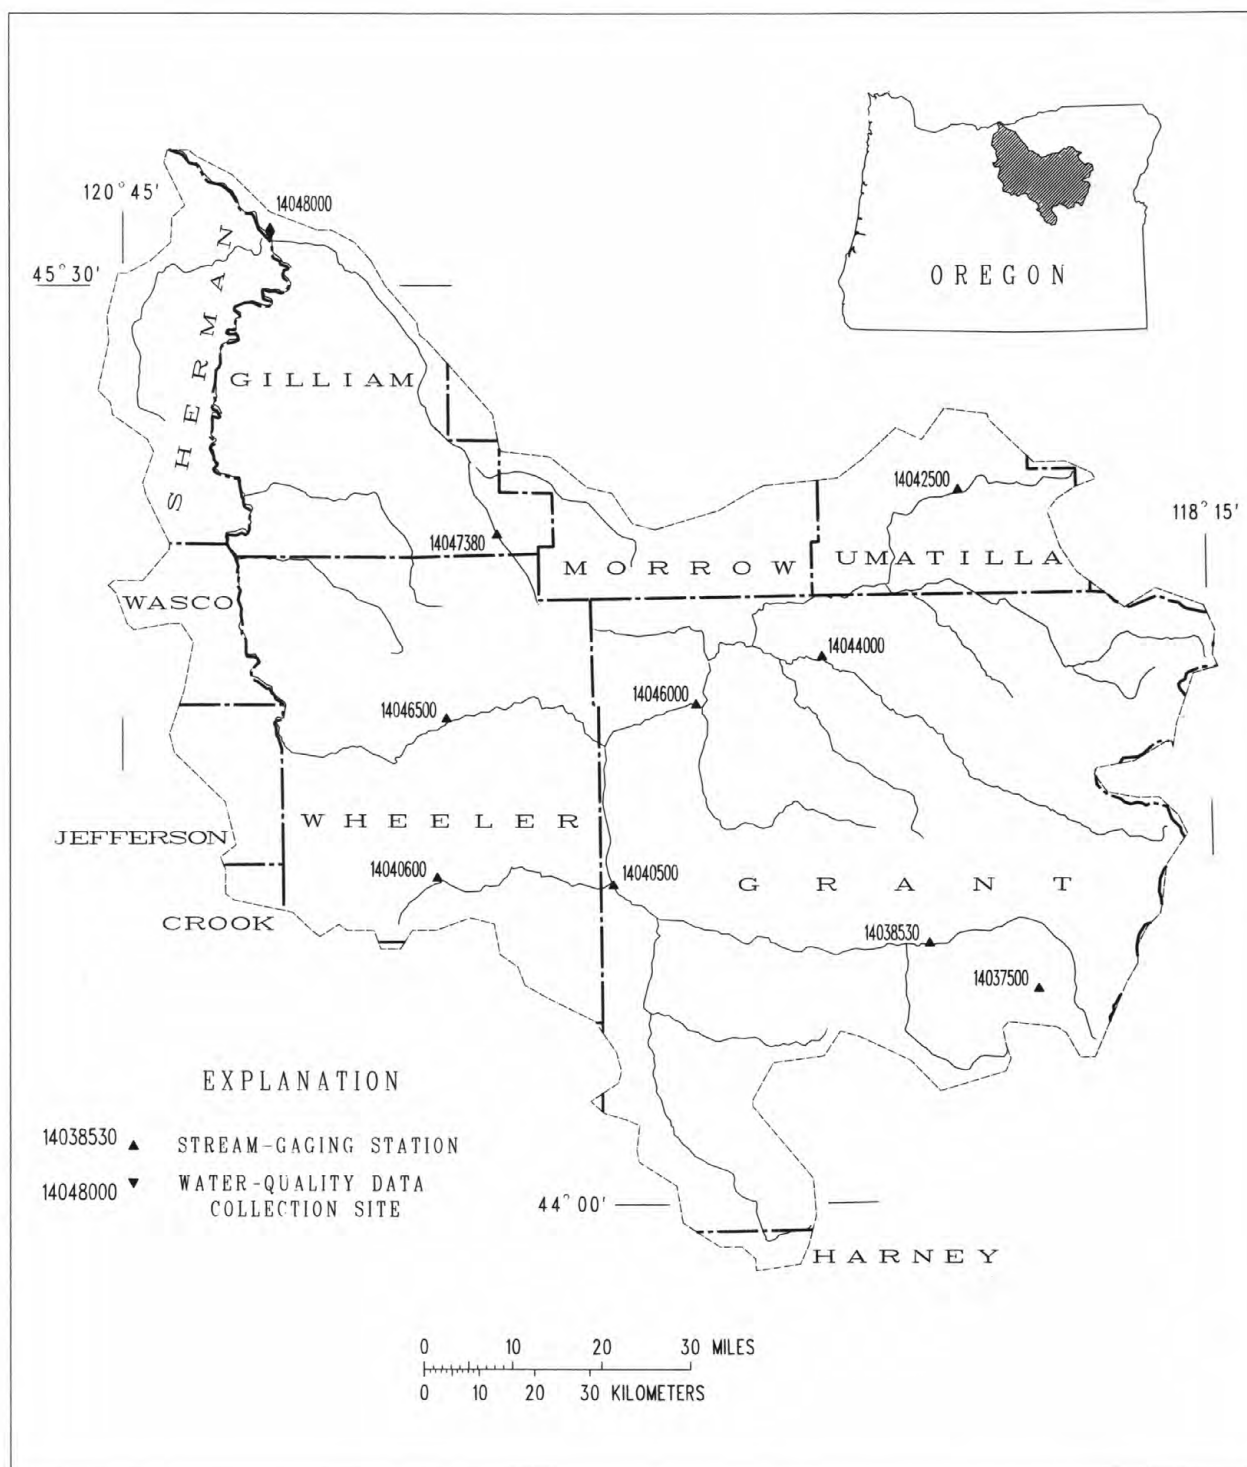 120°45'
14048000
45°30'
OREGON
SHERMAN
GILLIAM
14042500
118°15'
14047380
MORROW
UMATILLA
WASCO
14044000
14046000
14046500
WHEELER
JEFFERSON
14040600
14040500
GRANT
CROOK
14038530
14037500
EXPLANATION
14038530 ▲ STREAM-GAGING STATION
14048000 ▼ WATER-QUALITY DATA
COLLECTION SITE
44°00'
HARNEY
0 10 20 30 MILES
0 10 20 30 KILOMETERS